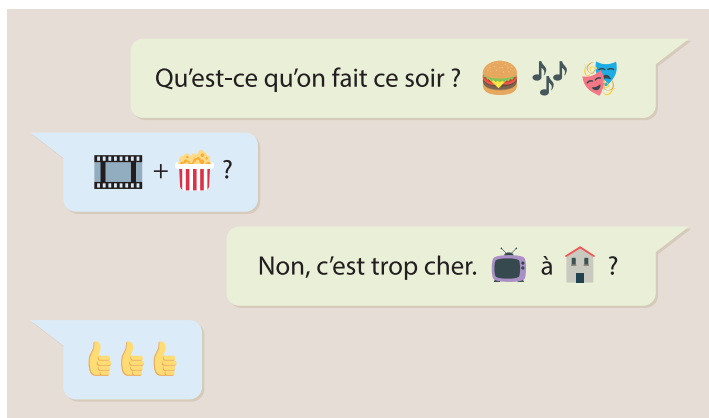 Qu’est-ce qu’on fait ce soir ? 🍔 🎶 🎭
🎞️ + 🍿 ?
Non, c’est trop cher. 📺 à 🏠 ?
👍👍👍